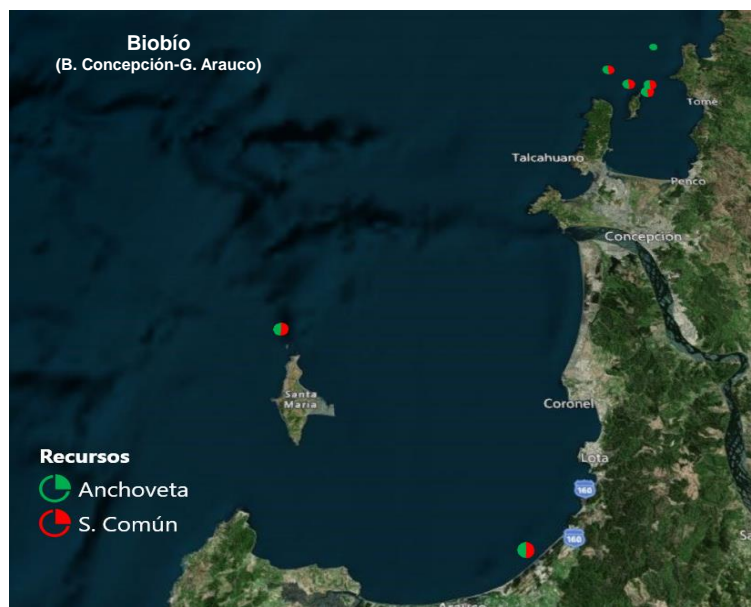 Biobío
(B. Concepción-G. Arauco)
Tomé
Talcahuano
Penco
Concepción
Santa
María
Coronel
Lota
160
160
Recursos
Anchoveta
S. Común